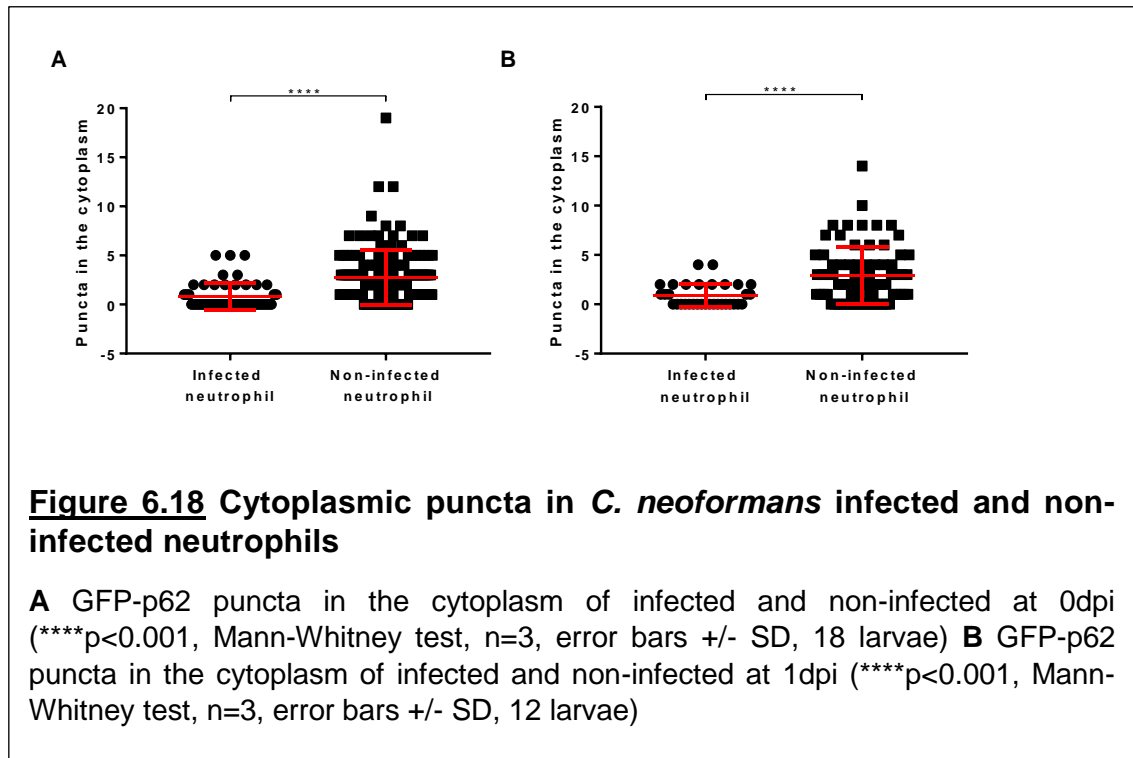 A
****
20
15
10
5
0
-5
Puncta in the cytoplasm
Infected
neutrophil
Non-infected
neutrophil
B
****
20
15
10
5
0
-5
Puncta in the cytoplasm
Infected
neutrophil
Non-infected
neutrophil
Figure 6.18 Cytoplasmic puncta in C. neoformans infected and non-
infected neutrophils
A GFP-p62 puncta in the cytoplasm of infected and non-infected at 0dpi
(****p<0.001, Mann-Whitney test, n=3, error bars +/- SD, 18 larvae) B GFP-p62
puncta in the cytoplasm of infected and non-infected at 1dpi (****p<0.001, Mann-
Whitney test, n=3, error bars +/- SD, 12 larvae)